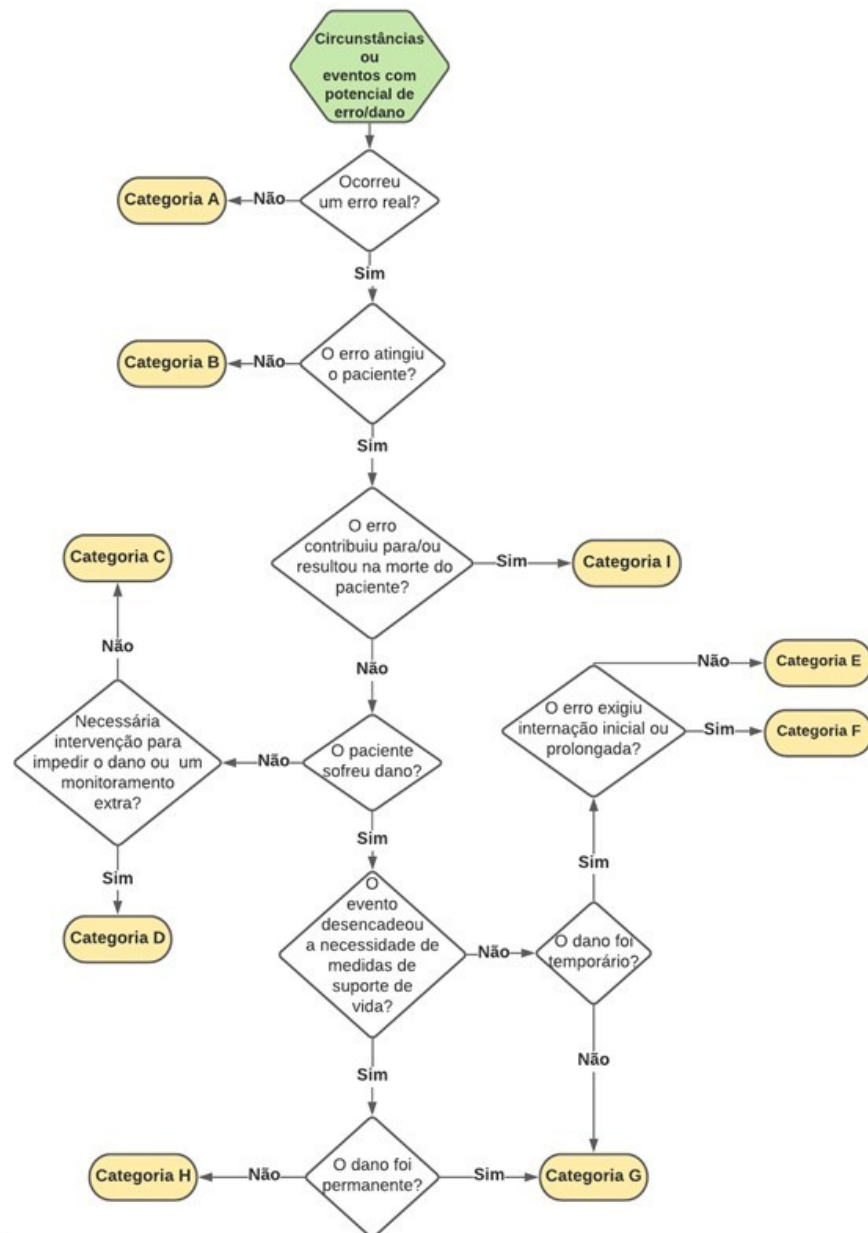 Circunstâncias
ou
eventos com
potencial de
erro/dano
Ocorreu
um erro real?
Não
Categoria A
Sim
O erro atingiu
o paciente?
Não
Categoria B
Sim
O erro
contribuiu para/ou
resultou na morte do
paciente?
Sim
Categoria I
Categoria C
Não
Não
Necessária
intervenção para
impedir o dano ou um
monitoramento
extra?
Não
O paciente
sofreu dano?
O erro exigiu
internação inicial ou
prolongada?
Não
Categoria E
Sim
Categoria F
Sim
Categoria D
Sim
O
evento
desencadeou
a necessidade de
medidas de
suporte de
vida?
Não
Sim
O dano foi
temporário?
Não
Sim
Categoria H
Não
O dano foi
permanente?
Sim
Categoria G